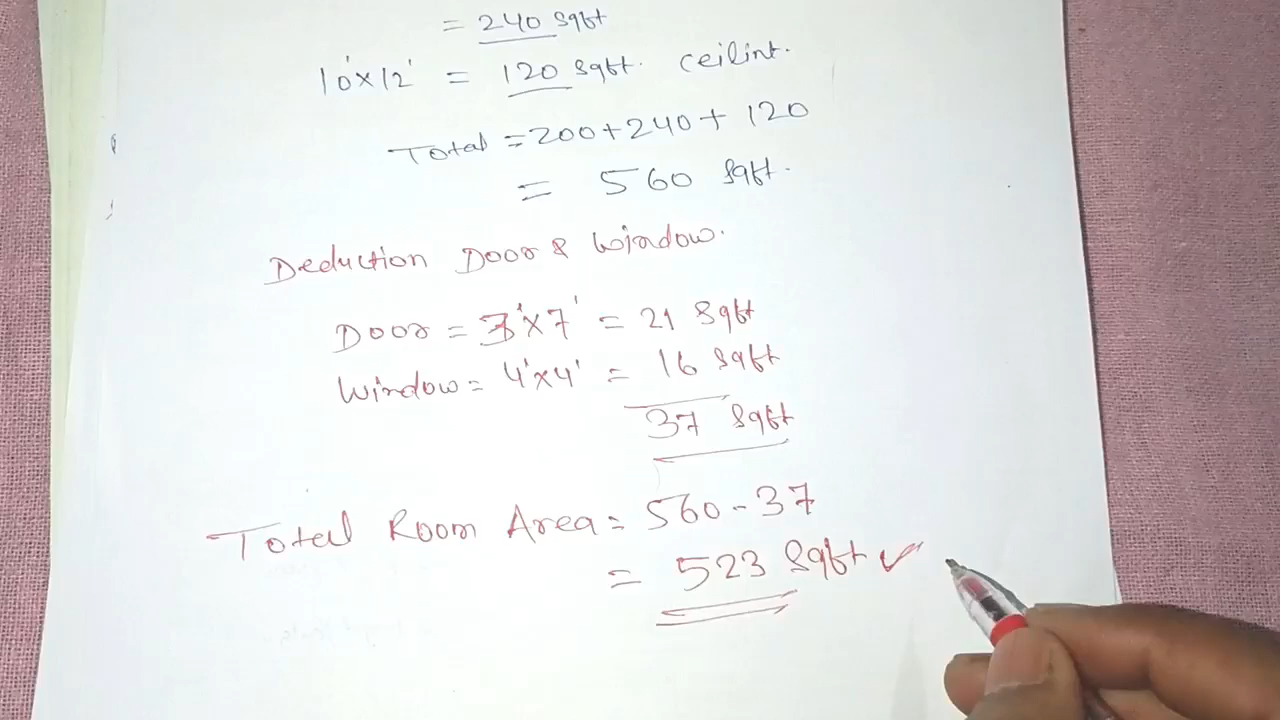 = 240 sqft
10'x12' = 120 sqft. ceilint.
Total = 200+240+120
= 560 sqft.
Deduction Door & Window.
Door = 3'x7' = 21 sqft
Window = 4'x4' = 16 sqft
37 sqft
Total Room Area = 560-37
= 523 sqft ✓